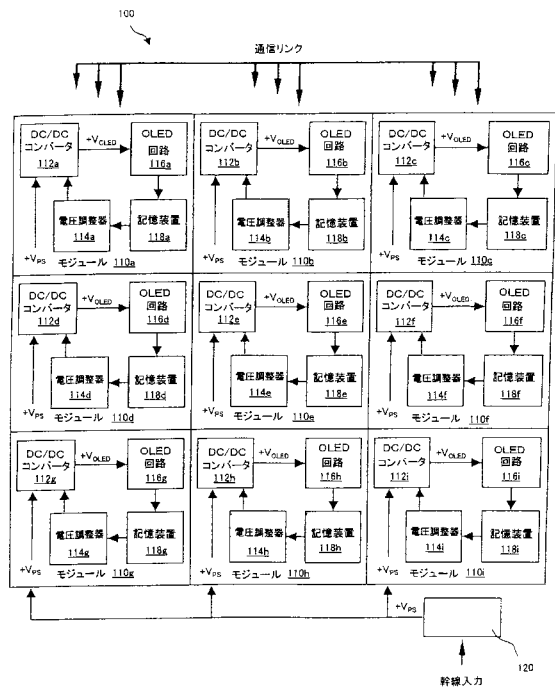 100
通信リンク
DC/DC
コンバータ
112a
+VOLED
OLED
回路
116a
電圧調整器
114a
記憶装置
118a
+VPS
モジュール 110a
DC/DC
コンバータ
112b
+VOLED
OLED
回路
116b
電圧調整器
114b
記憶装置
118b
+VPS
モジュール 110b
DC/DC
コンバータ
112c
+VOLED
OLED
回路
116c
電圧調整器
114c
記憶装置
118c
+VPS
モジュール 110c
DC/DC
コンバータ
112d
+VOLED
OLED
回路
116d
電圧調整器
114d
記憶装置
118d
+VPS
モジュール 110d
DC/DC
コンバータ
112e
+VOLED
OLED
回路
116e
電圧調整器
114e
記憶装置
118e
+VPS
モジュール 110e
DC/DC
コンバータ
112f
+VOLED
OLED
回路
116f
電圧調整器
114f
記憶装置
118f
+VPS
モジュール 110f
DC/DC
コンバータ
112g
+VOLED
OLED
回路
116g
電圧調整器
114g
記憶装置
118g
+VPS
モジュール 110g
DC/DC
コンバータ
112h
+VOLED
OLED
回路
116h
電圧調整器
114h
記憶装置
118h
+VPS
モジュール 110h
DC/DC
コンバータ
112i
+VOLED
OLED
回路
116i
電圧調整器
114i
記憶装置
118i
+VPS
モジュール 110i
+VPS
120
幹線入力